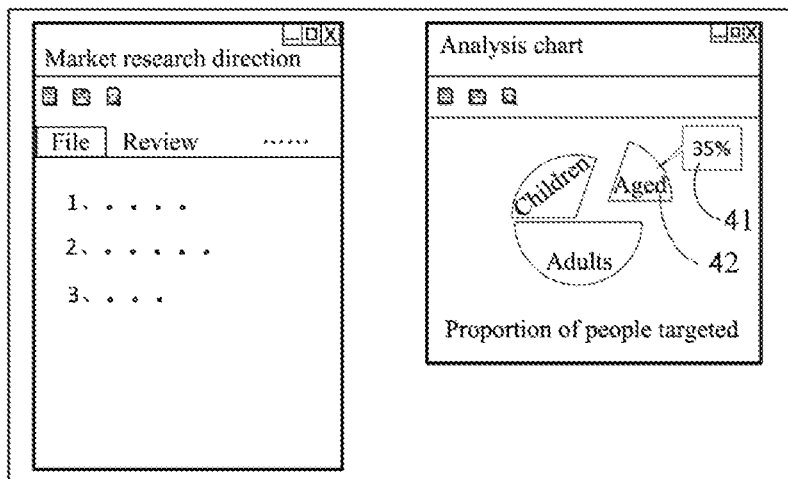 Market research direction
File Review ......
1、. . . .
2、. . . . .
3、. . .
Analysis chart
35%
Children
Aged
41
Adults
42
Proportion of people targeted